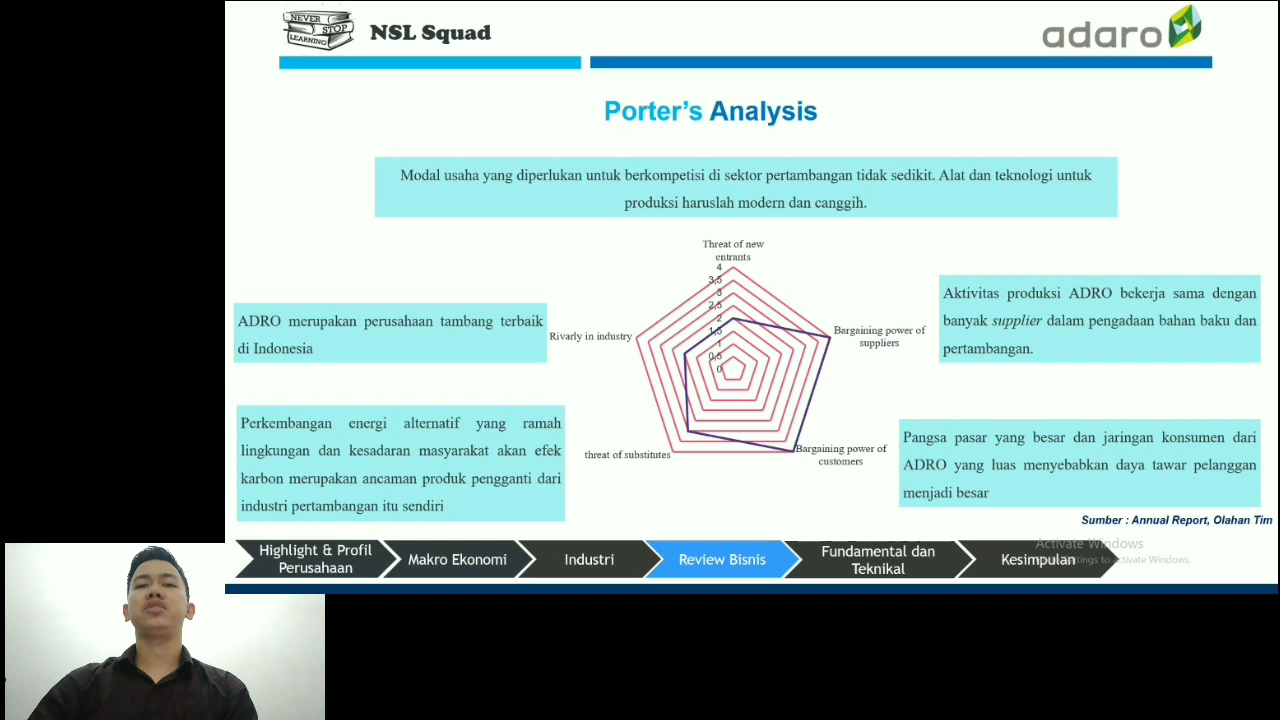 NEVER
STOP
LEARNING
NSL Squad
adaro
Porter's Analysis
Modal usaha yang diperlukan untuk berkompetisi di sektor pertambangan tidak sedikit. Alat dan teknologi untuk
produksi haruslah modern dan canggih.
Threat of new
entrants
4
3,5
3
2,5
2
1,5
1
0,5
0
ADRO merupakan perusahaan tambang terbaik
di Indonesia
Rivarly in industry
Bargaining power of
suppliers
Aktivitas produksi ADRO bekerja sama dengan
banyak supplier dalam pengadaan bahan baku dan
pertambangan.
Perkembangan energi alternatif yang ramah
lingkungan dan kesadaran masyarakat akan efek
karbon merupakan ancaman produk pengganti dari
industri pertambangan itu sendiri
threat of substitutes
Bargaining power of
customers
Pangsa pasar yang besar dan jaringan konsumen dari
ADRO yang luas menyebabkan daya tawar pelanggan
menjadi besar
Sumber : Annual Report, Olahan Tim
Highlight & Profil
Perusahaan
Makro Ekonomi
Industri
Review Bisnis
Fundamental dan
Teknikal
Kesimpulan
Activate Windows
ttings to activate Windows.